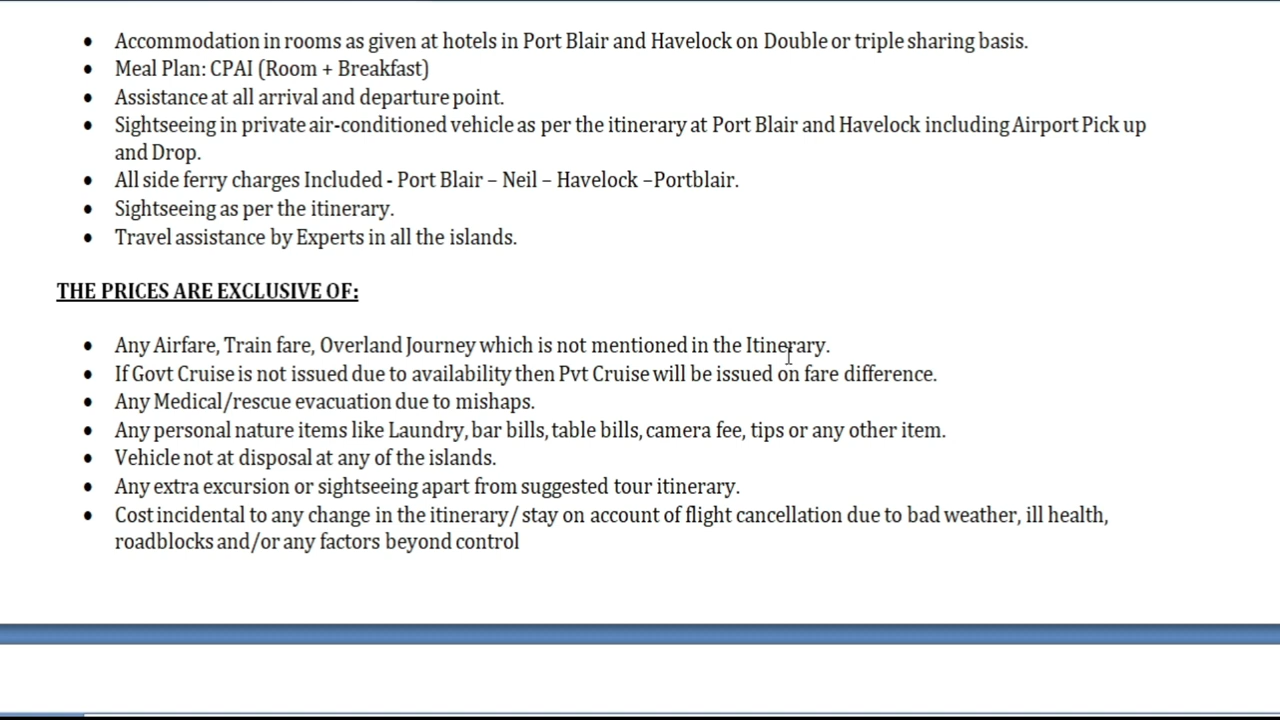 • Accommodation in rooms as given at hotels in Port Blair and Havelock on Double or triple sharing basis.
• Meal Plan: CPAI (Room + Breakfast)
• Assistance at all arrival and departure point.
• Sightseeing in private air-conditioned vehicle as per the itinerary at Port Blair and Havelock including Airport Pick up
and Drop.
• All side ferry charges Included - Port Blair – Neil – Havelock –Portblair.
• Sightseeing as per the itinerary.
• Travel assistance by Experts in all the islands.
THE PRICES ARE EXCLUSIVE OF:
• Any Airfare, Train fare, Overland Journey which is not mentioned in the Itinerary.
• If Govt Cruise is not issued due to availability then Pvt Cruise will be issued on fare difference.
• Any Medical/rescue evacuation due to mishaps.
• Any personal nature items like Laundry, bar bills, table bills, camera fee, tips or any other item.
• Vehicle not at disposal at any of the islands.
• Any extra excursion or sightseeing apart from suggested tour itinerary.
• Cost incidental to any change in the itinerary/ stay on account of flight cancellation due to bad weather, ill health,
roadblocks and/or any factors beyond control